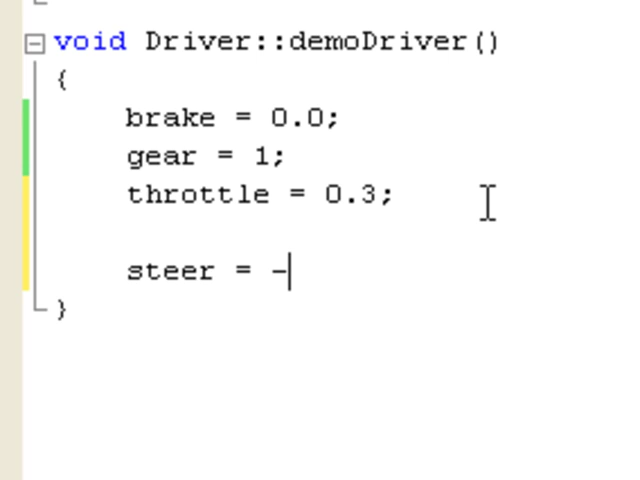 void Driver::demoDriver()
{
brake = 0.0;
gear = 1;
throttle = 0.3;
steer = -
}